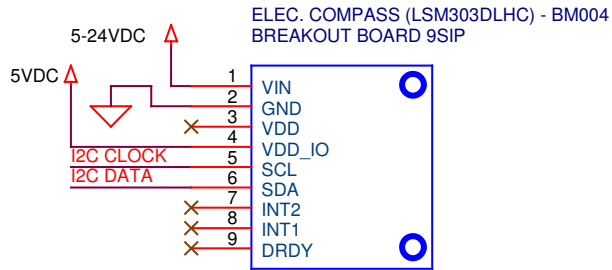 ELEC. COMPASS (LSM303DLHC) - BM004
BREAKOUT BOARD 9SIP
5-24VDC
5VDC
1 VIN
2 GND
3 VDD
4 VDD_IO
I2C CLOCK 5 SCL
I2C DATA 6 SDA
7 INT2
8 INT1
9 DRDY